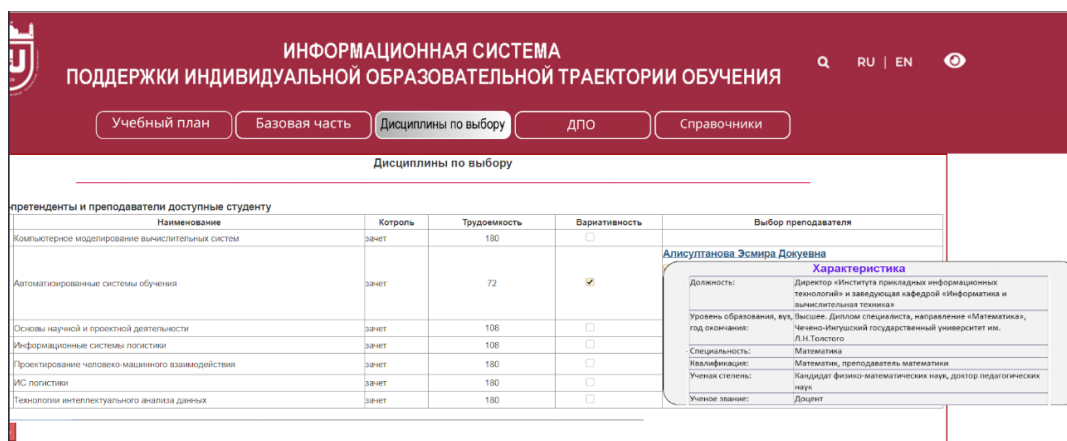 ИНФОРМАЦИОННАЯ СИСТЕМА
ПОДДЕРЖКИ ИНДИВИДУАЛЬНОЙ ОБРАЗОВАТЕЛЬНОЙ ТРАЕКТОРИИ ОБУЧЕНИЯ
RU | EN
Учебный план Базовая часть Дисциплины по выбору ДПО Справочники
Дисциплины по выбору
-претенденты и преподаватели доступные студенту
Наименование Котроль Трудоемкость Вариативность Выбор преподавателя
Компьютерное моделирование вычислительных систем зачет 180
Алисултанова Эсмира Докуевна
Автоматизированные системы обучения зачет 72
Основы научной и проектной деятельности зачет 108
Информационные системы логистики зачет 108
Проектирование человеко-машинного взаимодействия зачет 180
ИС логистики зачет 180
Технологии интеллектуального анализа данных зачет 180
Характеристика
Должность: Директор «Института прикладных информационных
технологий» и заведующая кафедрой «Информатика и
вычислительная техника»
Уровень образования, вуз, Высшее. Диплом специалиста, направление «Математика»,
год окончания: Чечено-Ингушский государственный университет им.
Л.Н.Толстого
Специальность: Математика
Квалификация: Математик, преподаватель математики
Ученая степень: Кандидат физико-математических наук, доктор педагогических
наук
Ученое звание: Доцент